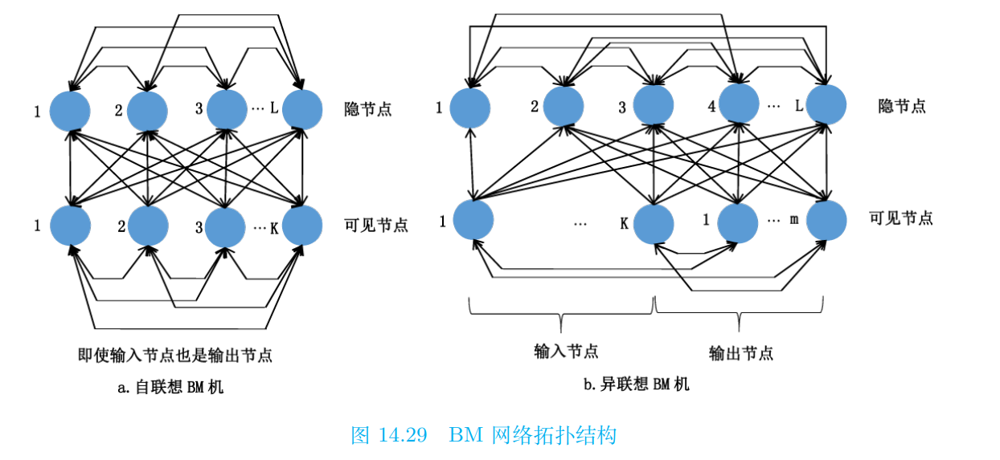 1 2 3 … L 隐节点
1 2 3 … K 可见节点
即使输入节点也是输出节点
a. 自联想 BM 机
1 2 3 4 … L 隐节点
1 … K 1 … m 可见节点
输入节点 输出节点
b. 异联想 BM 机
图 14.29 BM 网络拓扑结构